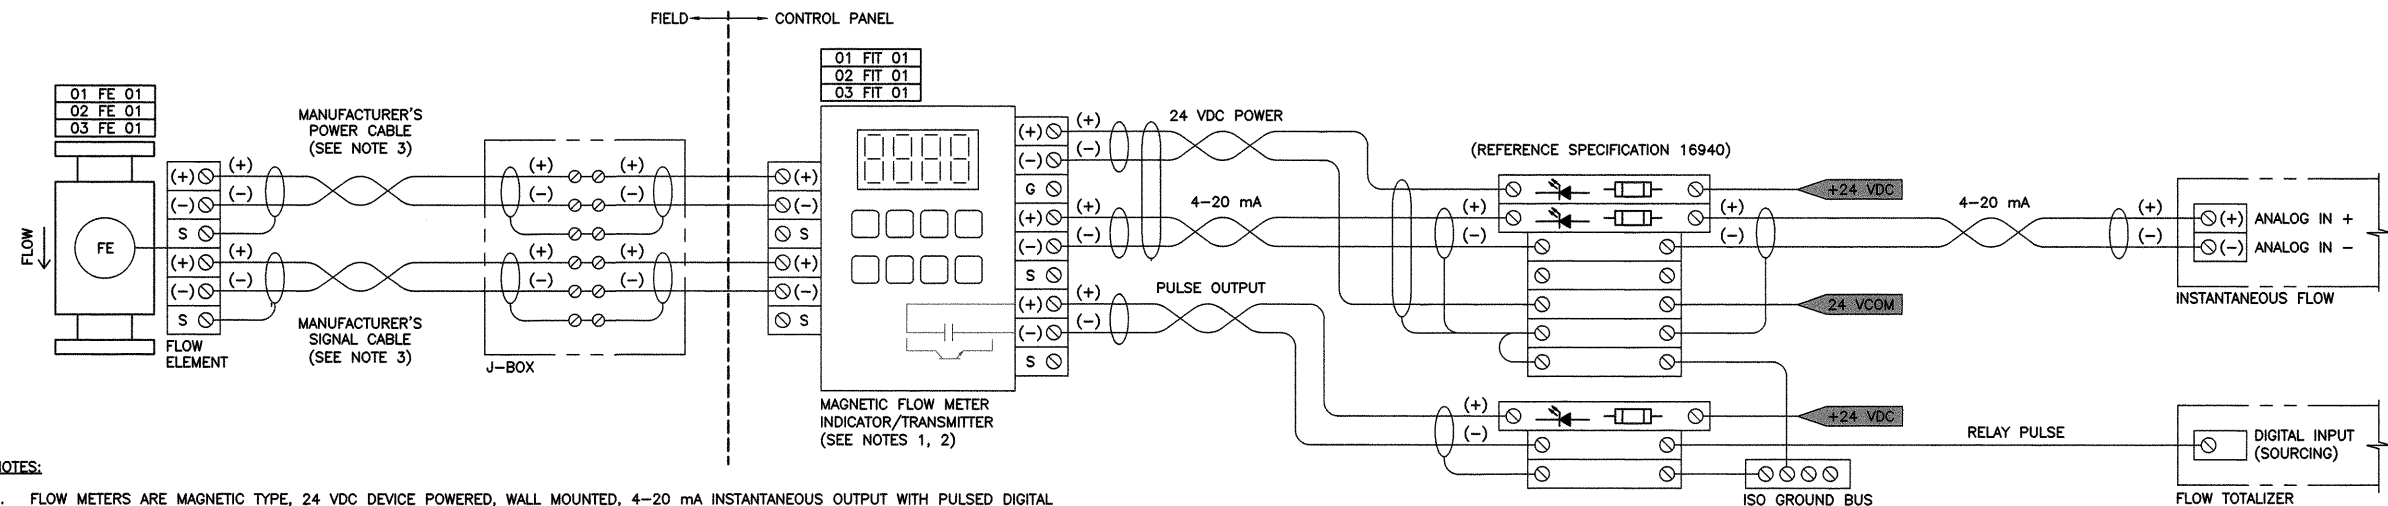 FIELD CONTROL PANEL
01 FE 01
02 FE 01
03 FE 01
FLOW
FE
(+)
(-)
S
(+)
(-)
S
FLOW
ELEMENT
(+)
(-)
(+)
(-)
MANUFACTURER'S
POWER CABLE
(SEE NOTE 3)
MANUFACTURER'S
SIGNAL CABLE
(SEE NOTE 3)
(+) (+)
(-) (-)
(+) (+)
(-) (-)
J-BOX
(+)
(-)
S
(+)
(-)
S
01 FIT 01
02 FIT 01
03 FIT 01
MAGNETIC FLOW METER
INDICATOR/TRANSMITTER
(SEE NOTES 1, 2)
(+)
(-)
G
(+)
(-)
S
(+)
(-)
S
(+)
(-)
(+)
(-)
(+)
(-)
24 VDC POWER
4-20 mA
PULSE OUTPUT
(REFERENCE SPECIFICATION 16940)
(+)
(-)
(+)
(-)
+24 VDC
(+)
(-)
24 VCOM
+24 VDC
4-20 mA
(+)
(-)
(+) ANALOG IN +
(-) ANALOG IN -
INSTANTANEOUS FLOW
RELAY PULSE
DIGITAL INPUT
(SOURCING)
FLOW TOTALIZER
ISO GROUND BUS
NOTES:
. FLOW METERS ARE MAGNETIC TYPE, 24 VDC DEVICE POWERED, WALL MOUNTED, 4-20 mA INSTANTANEOUS OUTPUT WITH PULSED DIGITAL